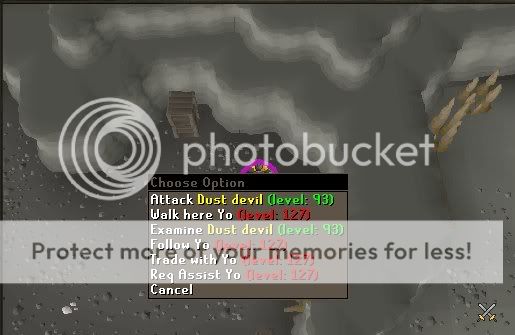 photobucket
Choose Option
Attack Dust devil (level: 93)
Walk here Yo (level: 127)
Examine Dust devil (level: 93)
Follow Yo (level: 127)
Protect more of your memories for less!
Trade with Yo (level: 127)
Req Assist Yo (level: 127)
Cancel